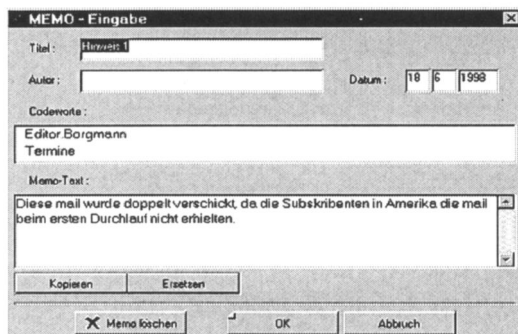 MEMO - Eingabe
Titel: Hinweis 1
Autor: Datum: 18 6 1998
Codeworte:
Editor.Borgmann
Termine
Memo-Text:
Diese mail wurde doppelt verschickt, da die Subskribenten in Amerika die mail
beim ersten Durchlauf nicht erhielten.
Kopieren Ersetzen
Memo löschen OK Abbruch